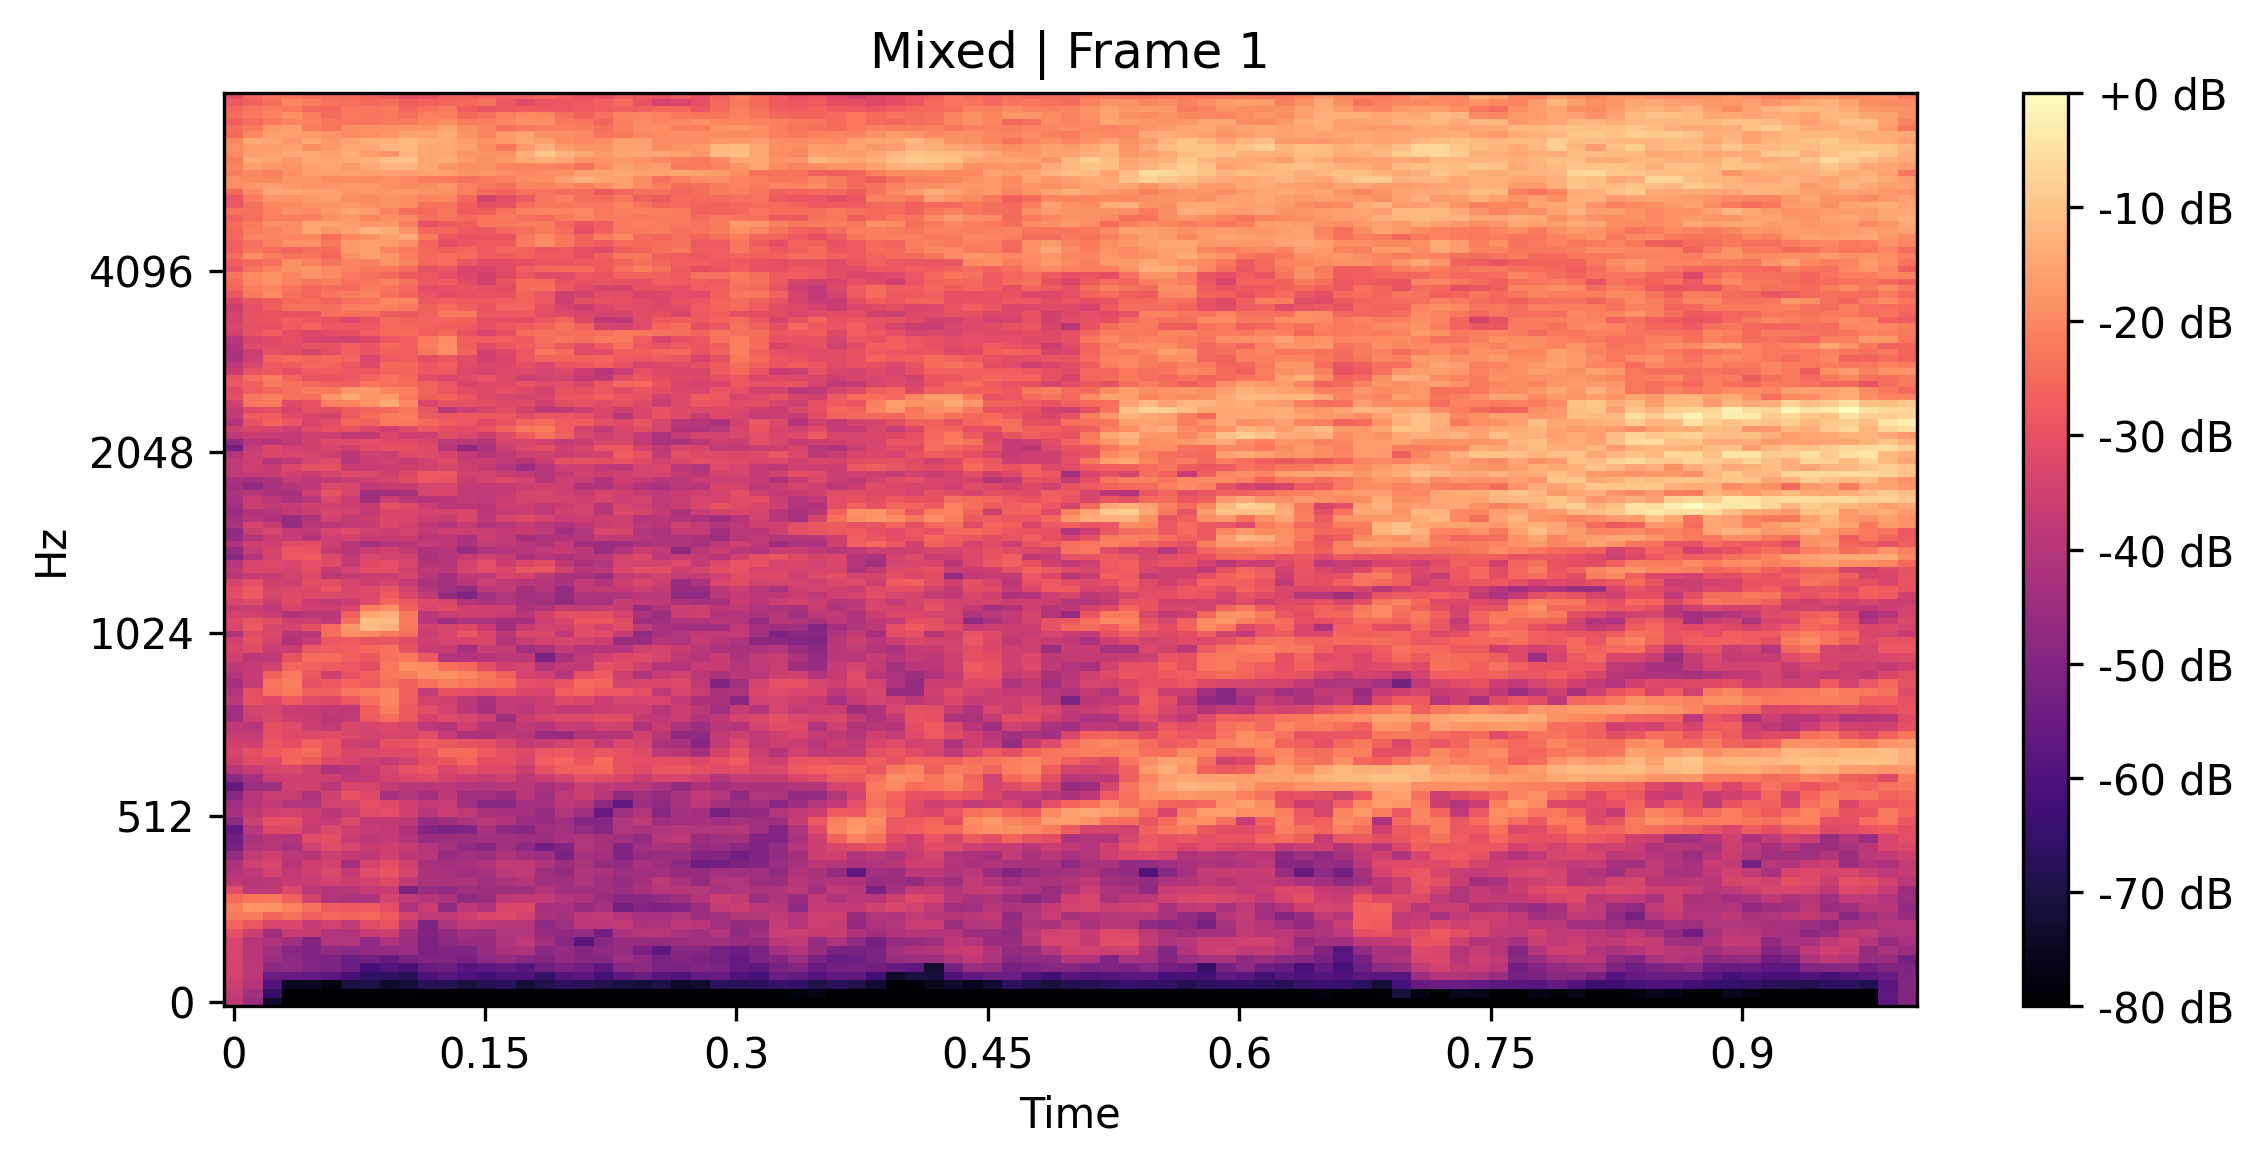 Mixed | Frame 1
Hz
4096
2048
1024
512
0
0 0.15 0.3 0.45 0.6 0.75 0.9
Time
+0 dB
-10 dB
-20 dB
-30 dB
-40 dB
-50 dB
-60 dB
-70 dB
-80 dB